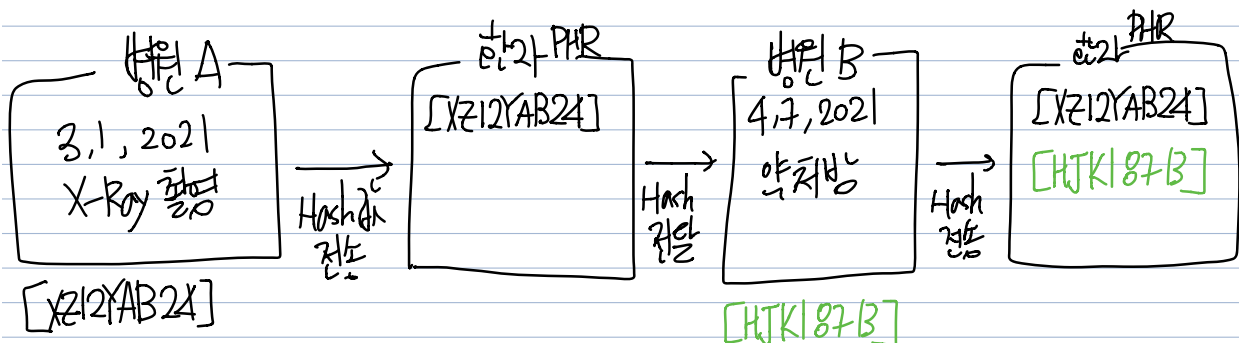 병원 A
3, 1, 2021
X-Ray 촬영
[XZ12YAB24]
Hash값
전송
환자 PHR
[XZ12YAB24]
Hash
전달
병원 B
4, 7, 2021
약처방
[HJK187B]
Hash
전송
환자 PHR
[XZ12YAB24]
[HJK187B]